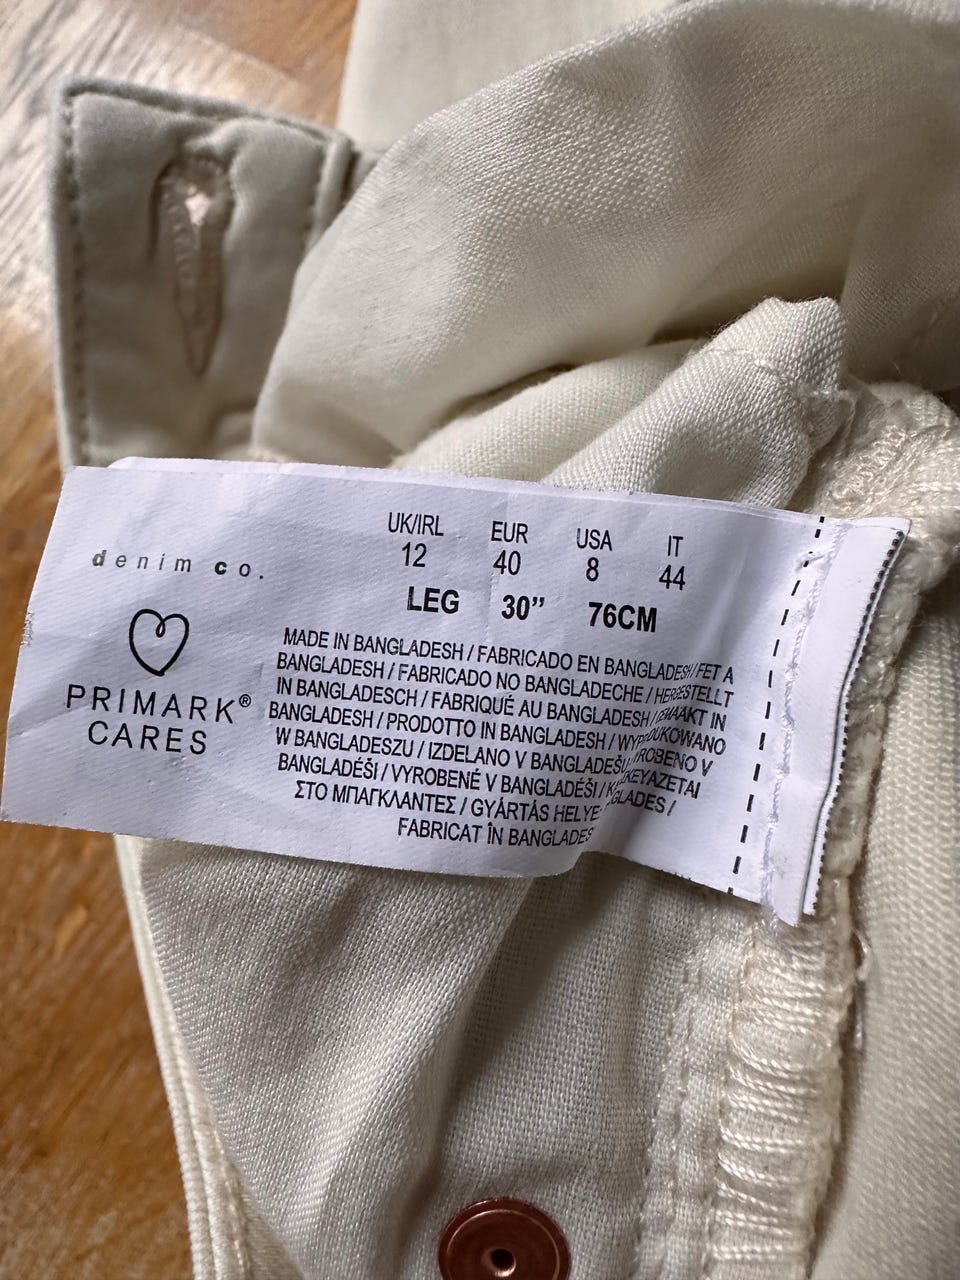 denim co.
PRIMARK®
CARES
UK/IRL EUR USA IT
12 40 8 44
LEG 30” 76CM
MADE IN BANGLADESH / FABRICADO EN BANGLADESH / FET A
BANGLADESH / FABRICADO NO BANGLADECHE / HERGESTELLT
IN BANGLADESCH / FABRIQUÉ AU BANGLADESH / GEMAAKT IN
BANGLADESH / PRODOTTO IN BANGLADESH / WYPRODUKOWANO
W BANGLADESZU / IZDELANO V BANGLADEŠU / VYROBENO V
BANGLADÉŠI / VYROBENÉ V BANGLADÉŠI /
ΣΤΟ ΜΠΑΓΚΛΑΝΤΕΣ / GYÁRTÁS HELYE: /
FABRICAT ÎN